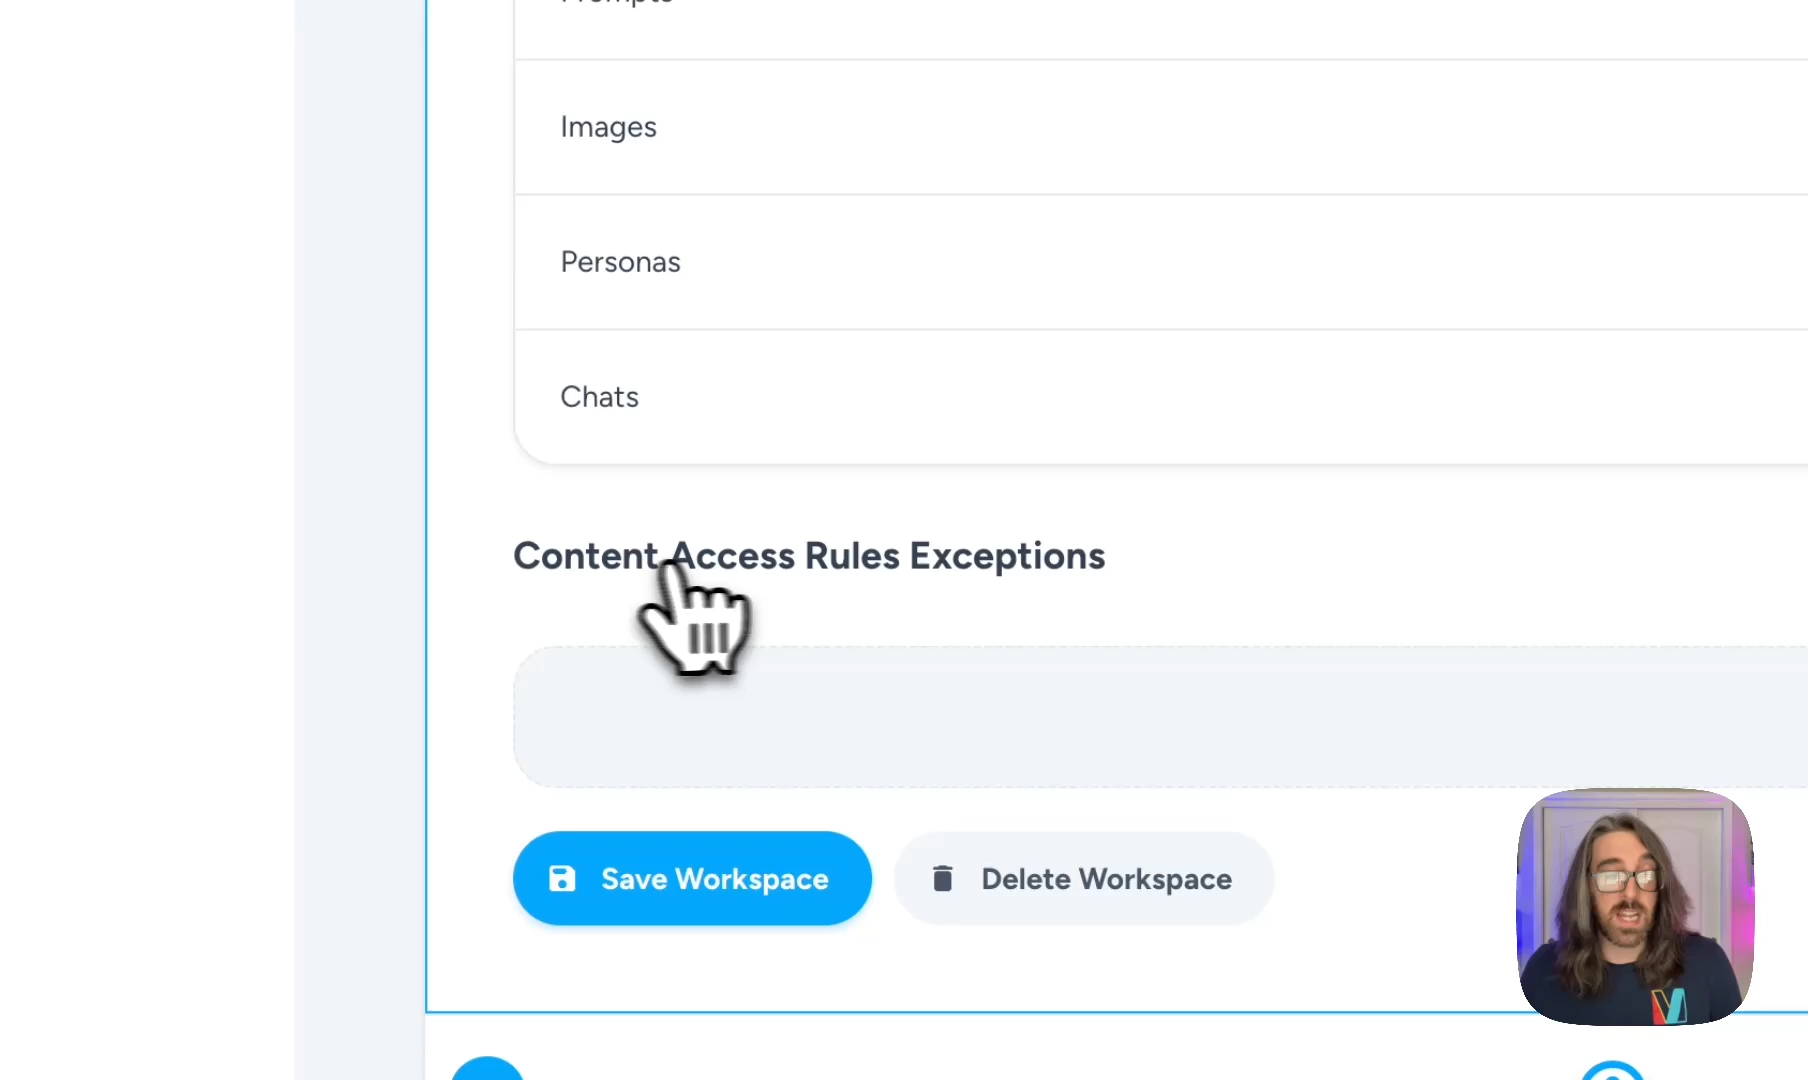 Prompts
Images
Personas
Chats
Content Access Rules Exceptions
Save Workspace
Delete Workspace